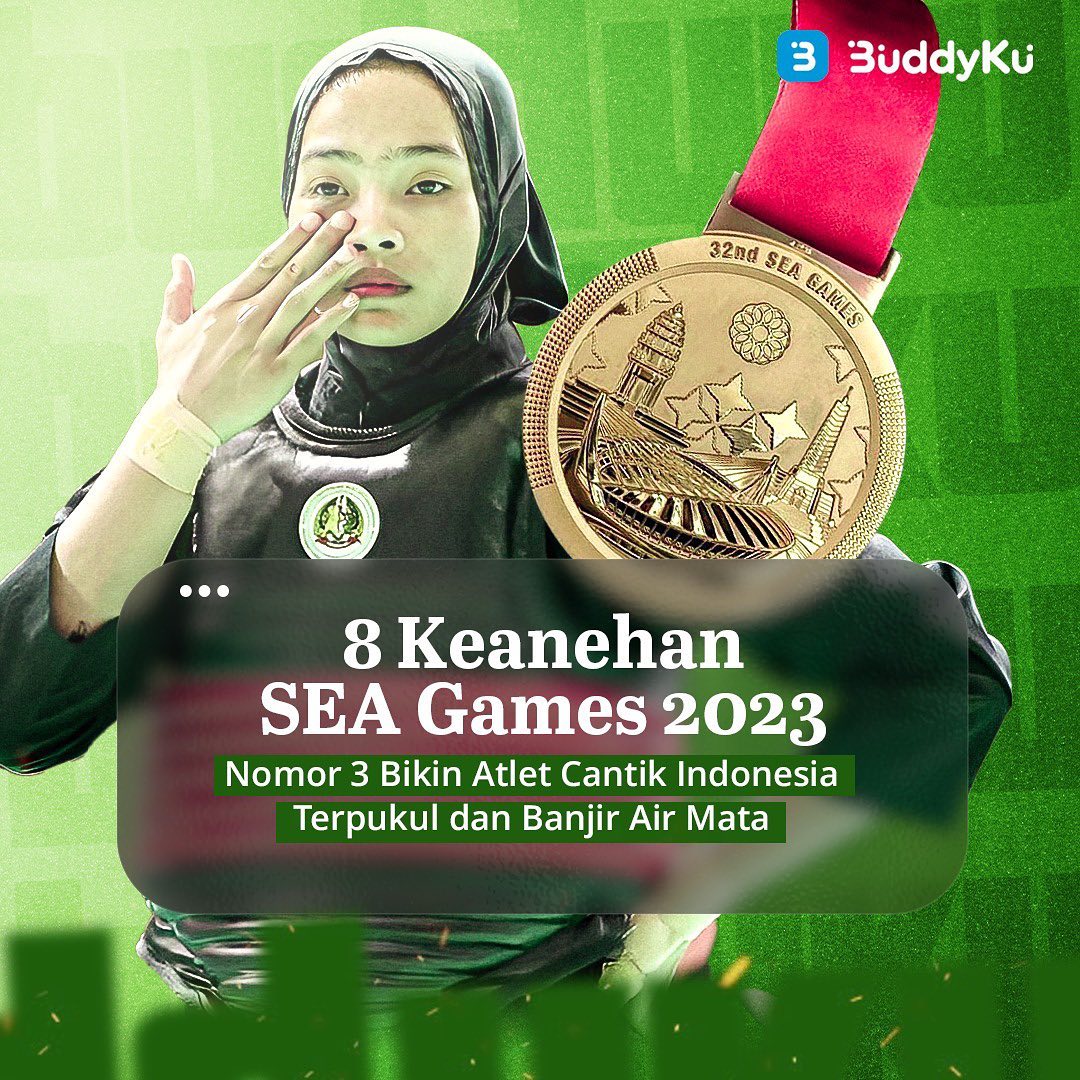 BuddyKu
32nd SEA GAMES
8 Keanehan
SEA Games 2023
Nomor 3 Bikin Atlet Cantik Indonesia
Terpukul dan Banjir Air Mata